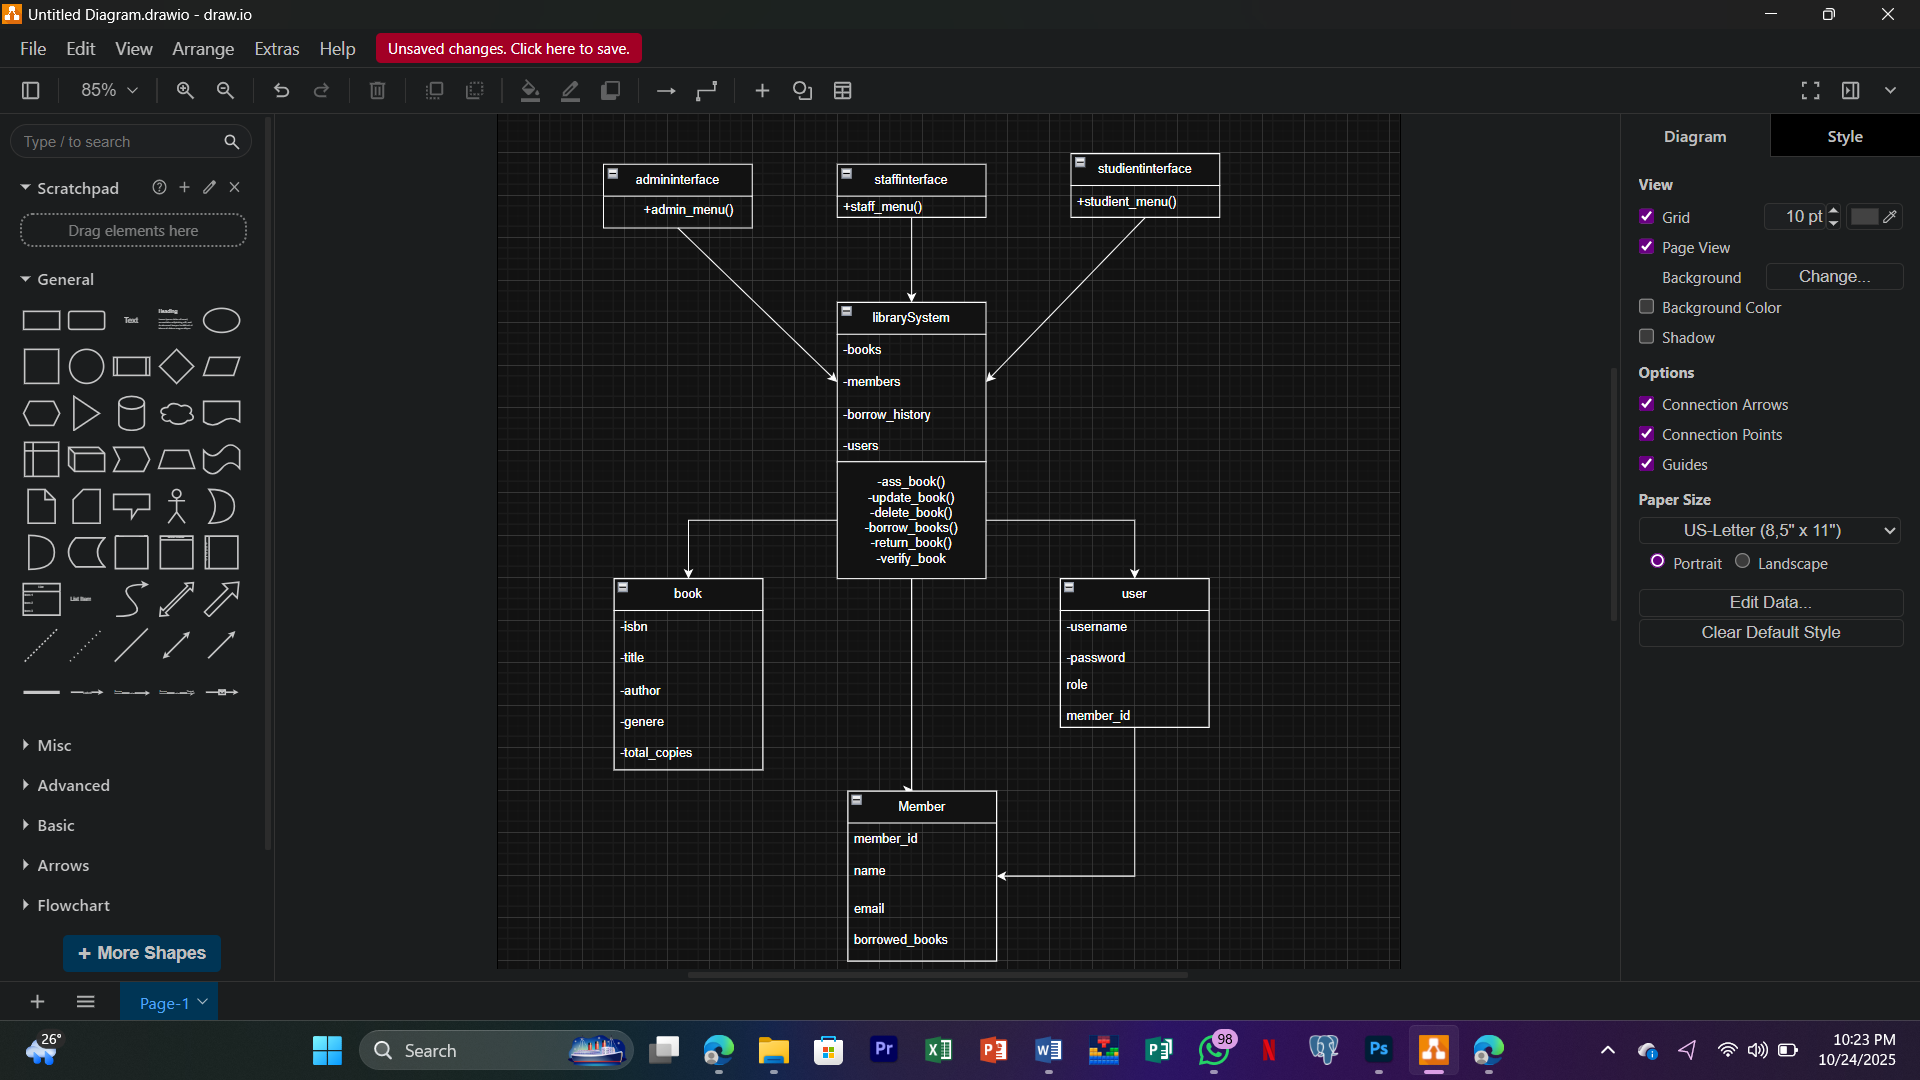 Untitled Diagram.drawio - draw.io
File Edit View Arrange Extras Help Unsaved changes. Click here to save.
85%
Type / to search
Scratchpad
Drag elements here
General
Text
Heading
List Item
Misc
Advanced
Basic
Arrows
Flowchart
+ More Shapes
admininterface
+admin_menu()
staffinterface
+staff_menu()
studientinterface
+studient_menu()
librarySystem
-books
-members
-borrow_history
-users
-ass_book()
-update_book()
-delete_book()
-borrow_books()
-return_book()
-verify_book
book
-isbn
-title
-author
-genere
-total_copies
user
-username
-password
role
member_id
Member
member_id
name
email
borrowed_books
Diagram Style
View
Grid 10 pt
Page View
Background Change...
Background Color
Shadow
Options
Connection Arrows
Connection Points
Guides
Paper Size
US-Letter (8,5" x 11")
Portrait Landscape
Edit Data...
Clear Default Style
Page-1
26°
Search
Pr
98
Ps
10:23 PM
10/24/2025